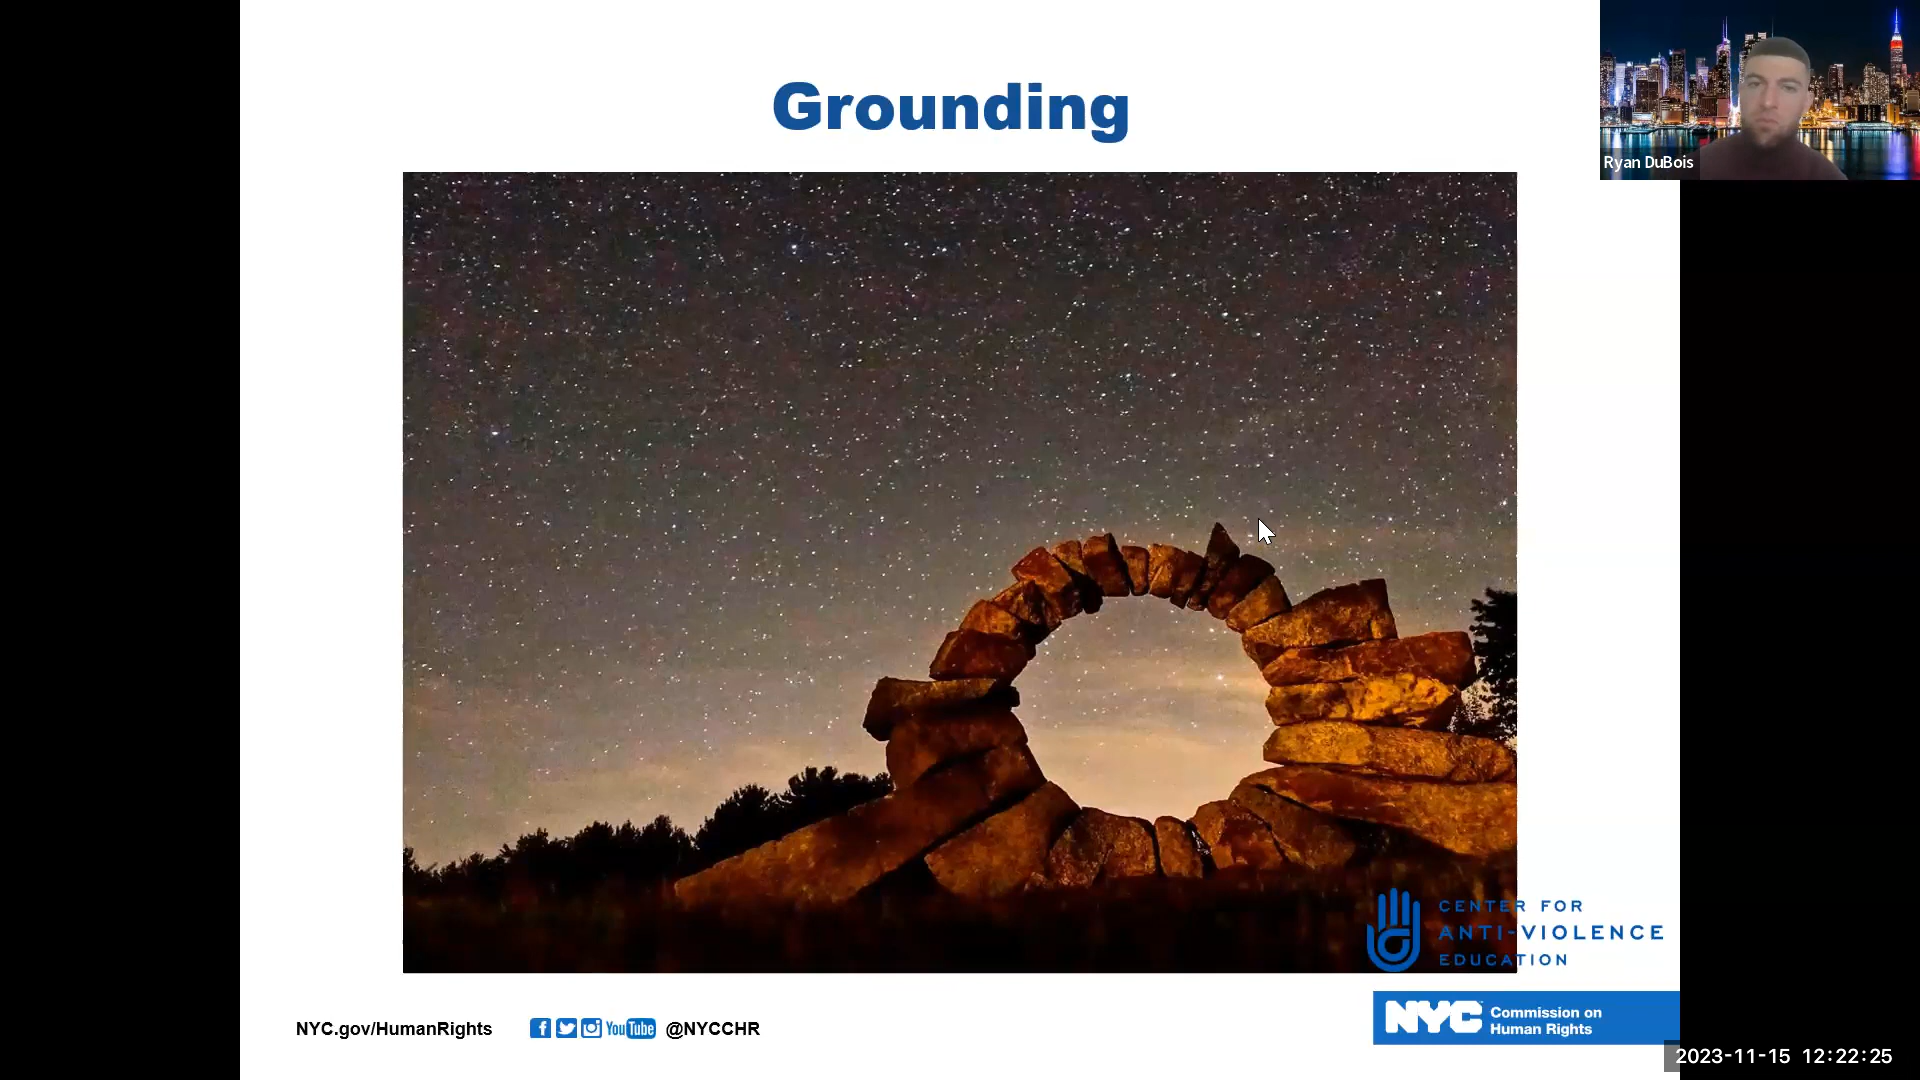 Grounding
Ryan DuBois
CENTER FOR
ANTI-VIOLENCE
EDUCATION
NYC.gov/HumanRights
YouTube
@NYCCHR
NYC
Commission on
Human Rights
2023-11-15 12:22:25